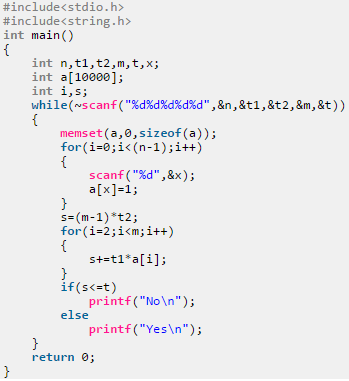 #include<stdio.h>
#include<string.h>
int main()
{
    int n,t1,t2,m,t,x;
    int a[10000];
    int i,s;
    while(~scanf("%d%d%d%d%d",&n,&t1,&t2,&m,&t))
    {
        memset(a,0,sizeof(a));
        for(i=0;i<(n-1);i++)
        {
            scanf("%d",&x);
            a[x]=1;
        }
        s=(m-1)*t2;
        for(i=2;i<m;i++)
        {
            s+=t1*a[i];
        }
        if(s<=t)
            printf("No\n");
        else
            printf("Yes\n");
    }
    return 0;
}